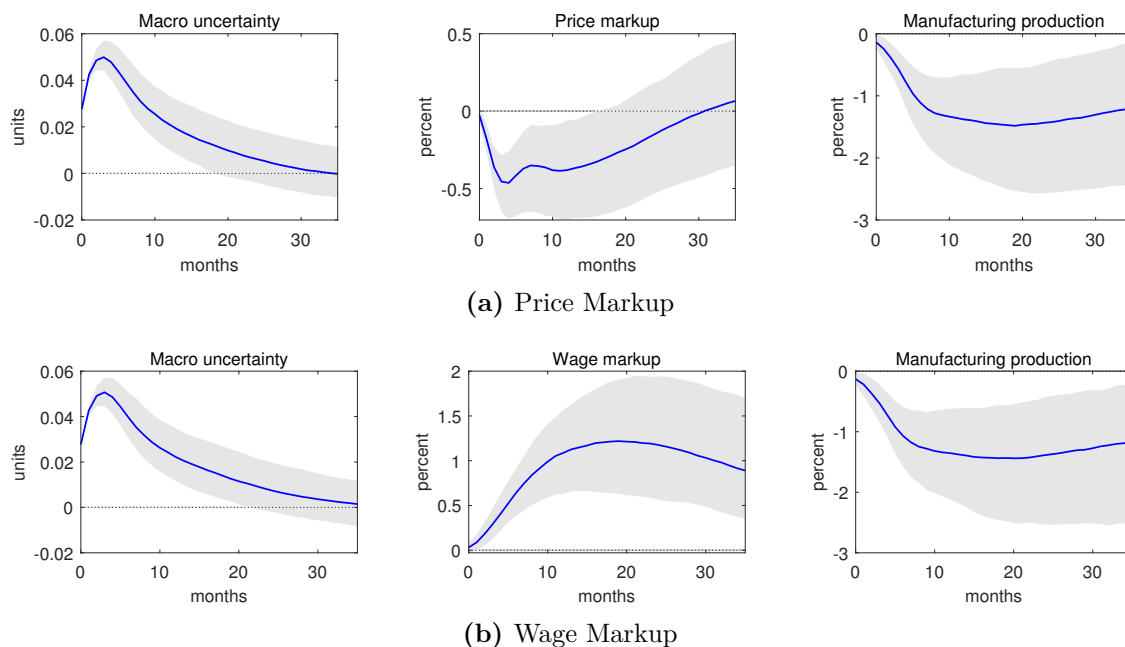 Macro uncertainty
Price markup
Manufacturing production
0.06
0.04
0.02
0
-0.02
units
0 10 20 30
months
0.5
0
-0.5
percent
0 10 20 30
months
0
-1
-2
-3
percent
0 10 20 30
months
(a) Price Markup
Macro uncertainty
Wage markup
Manufacturing production
0.06
0.04
0.02
0
-0.02
units
0 10 20 30
months
2
1.5
1
0.5
0
percent
0 10 20 30
months
0
-1
-2
-3
percent
0 10 20 30
months
(b) Wage Markup